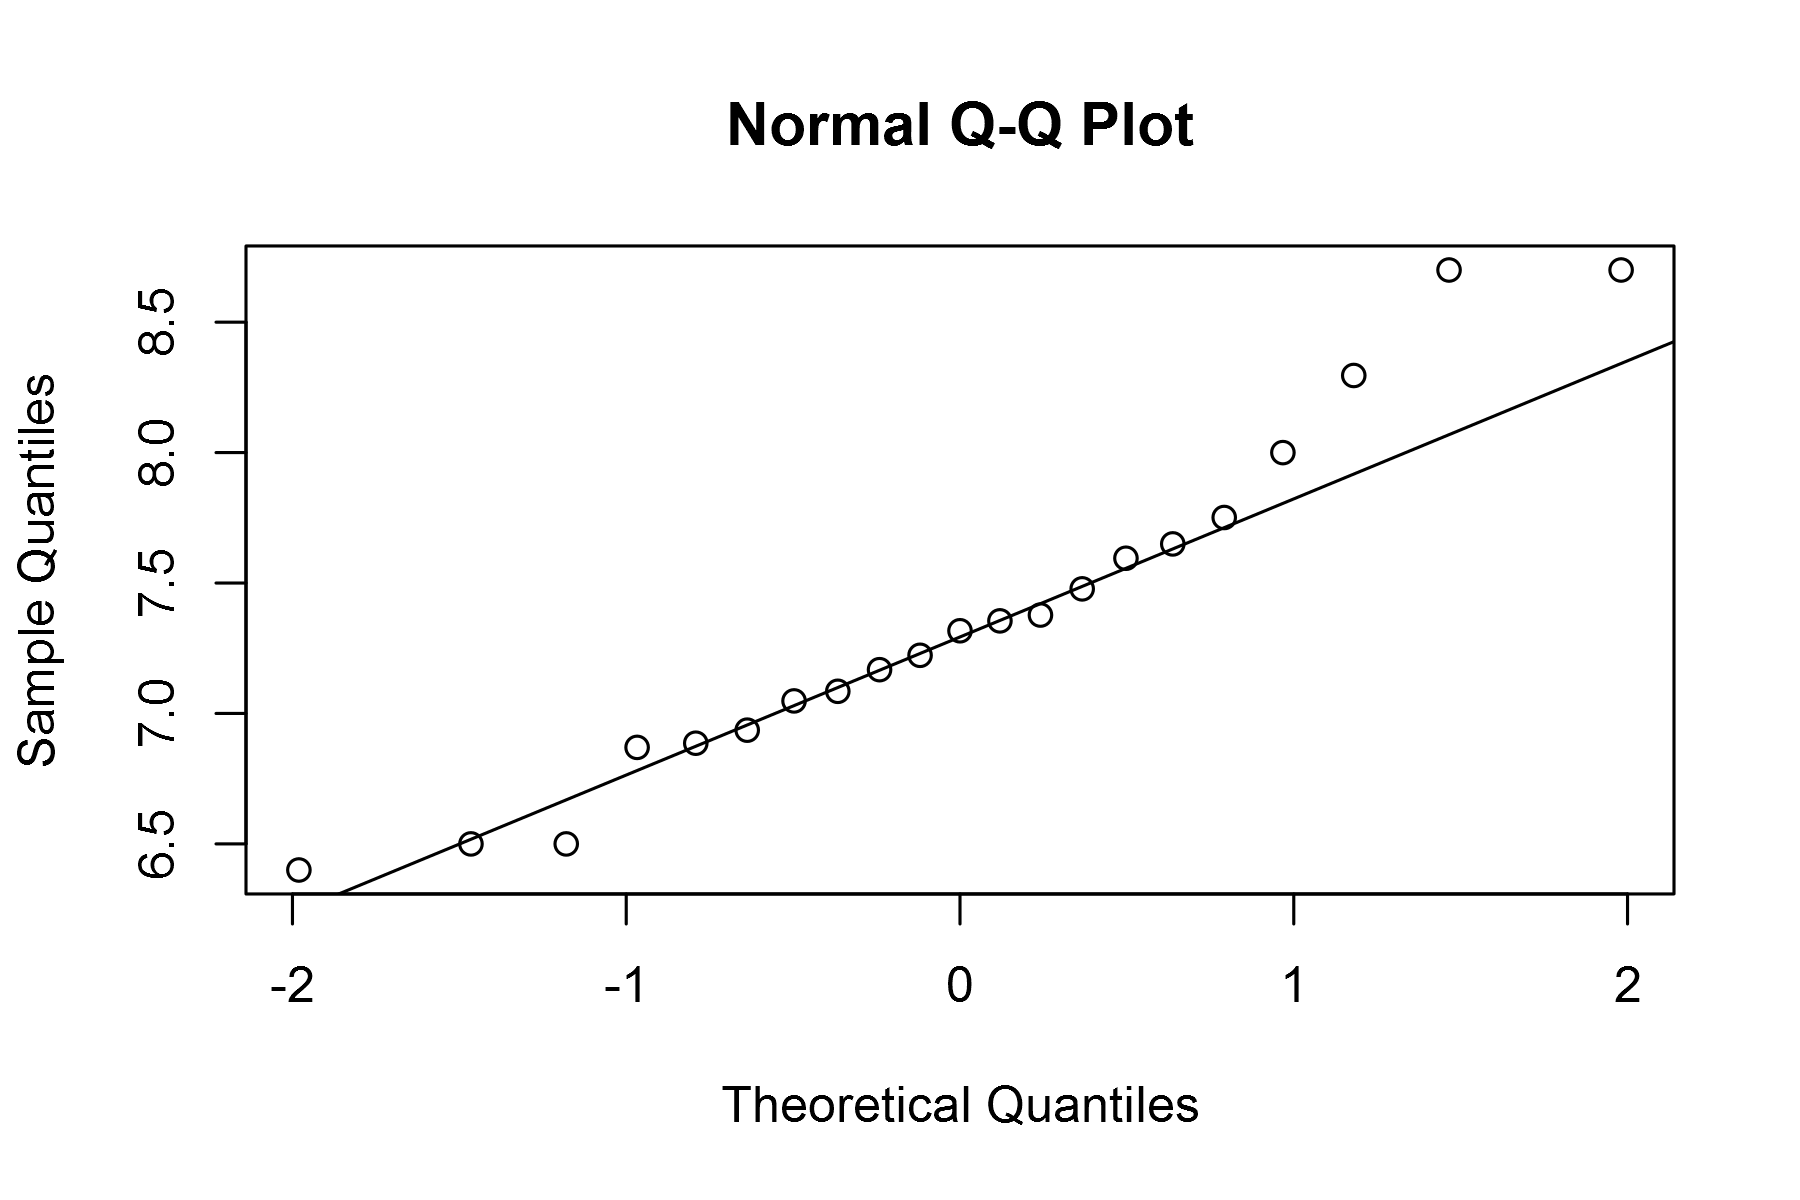 Normal Q-Q Plot
Sample Quantiles
8.5
8.0
7.5
7.0
6.5
-2 -1 0 1 2
Theoretical Quantiles